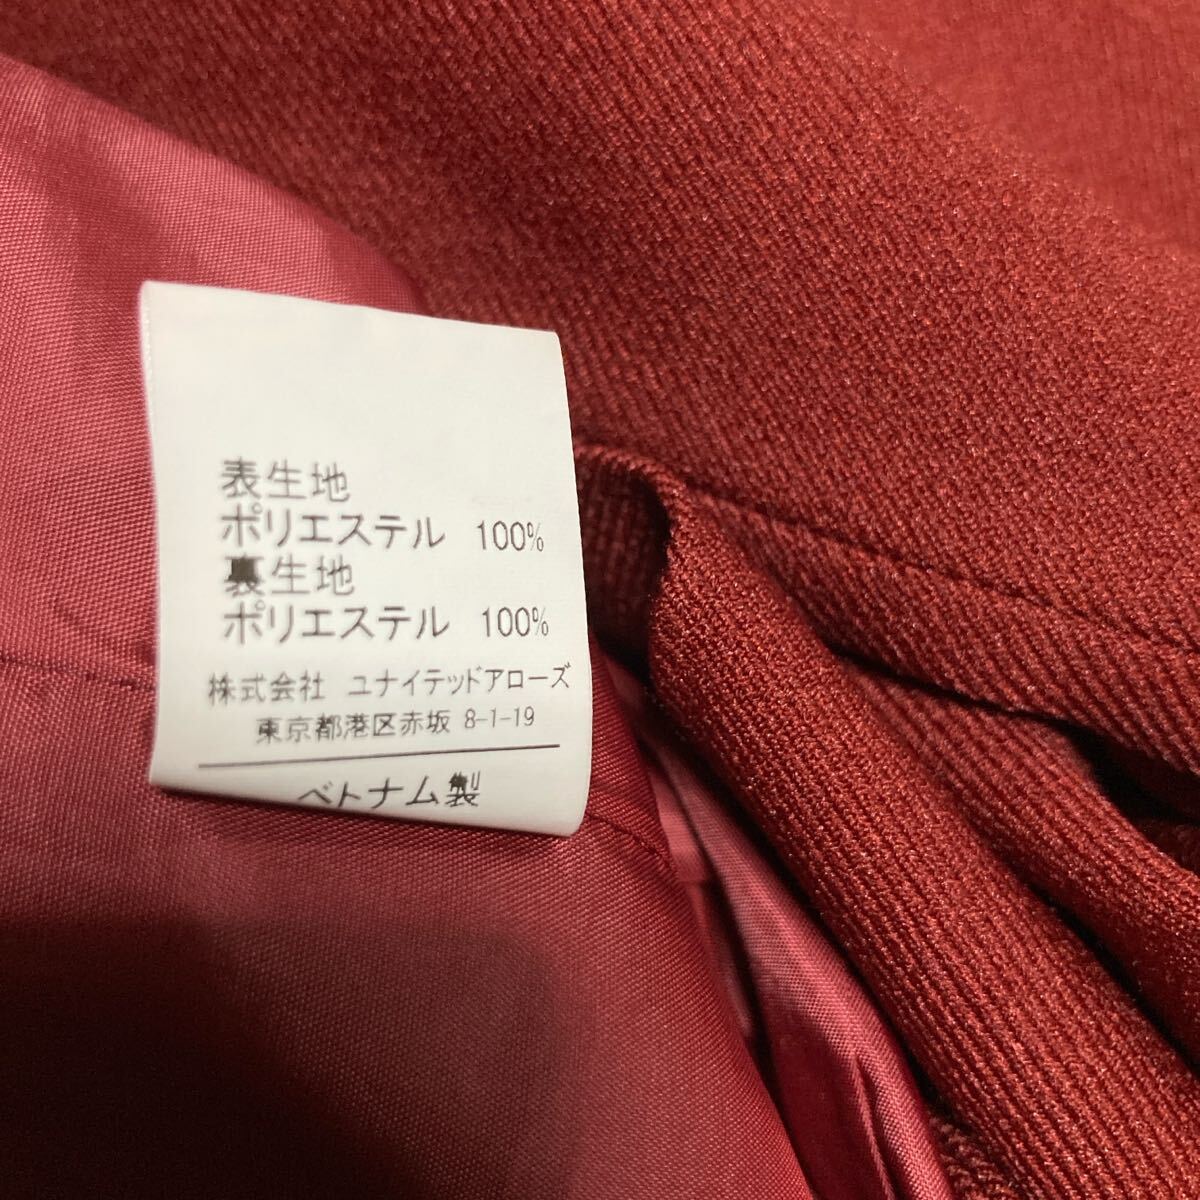 表生地
ポリエステル 100%
裏生地
ポリエステル 100%
株式会社 ユナイテッドアローズ
東京都港区赤坂 8-1-19
ベトナム製